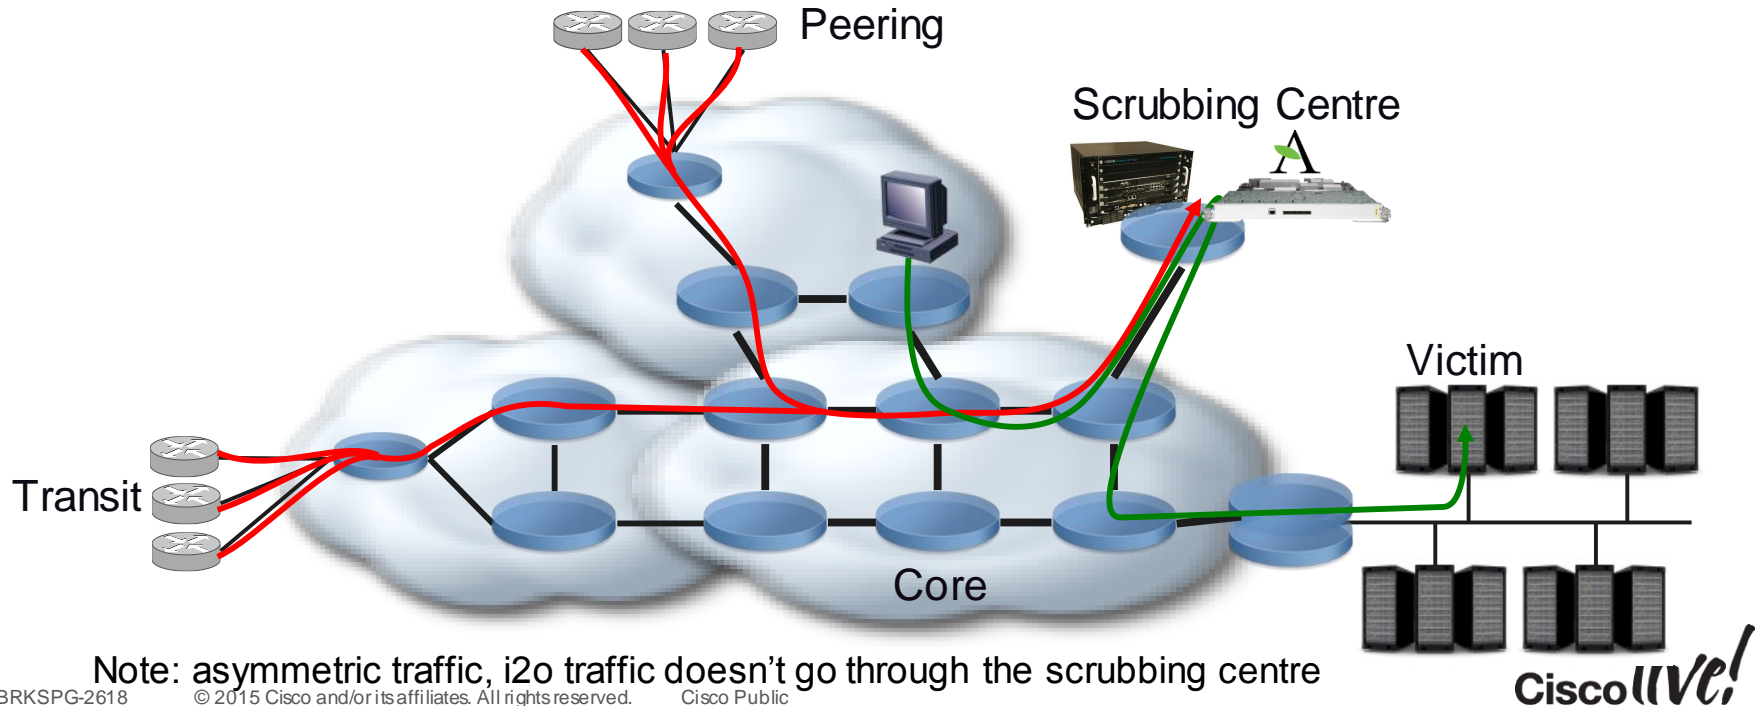 Peering
Scrubbing Centre
A
Victim
Transit
Core
Note: asymmetric traffic, i2o traffic doesn't go through the scrubbing centre
BRKSPG-2618 © 2015 Cisco and/or its affiliates. All rights reserved. Cisco Public
Cisco live!